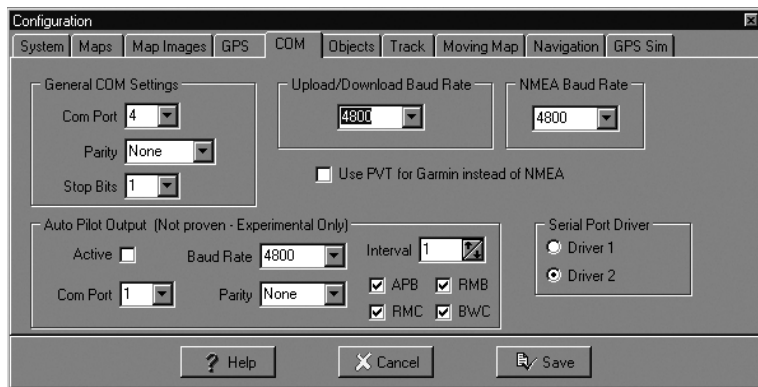 Configuration
System Maps Map Images GPS COM Objects Track Moving Map Navigation GPS Sim
General COM Settings
Com Port 4
Parity None
Stop Bits 1
Upload/Download Baud Rate
4800
NMEA Baud Rate
4800
Use PVT for Garmin instead of NMEA
Auto Pilot Output (Not proven - Experimental Only)
Active Baud Rate 4800 Interval 1
Com Port 1 Parity None APB RMB
RMC BWC
Serial Port Driver
Driver 1
Driver 2
? Help Cancel Save